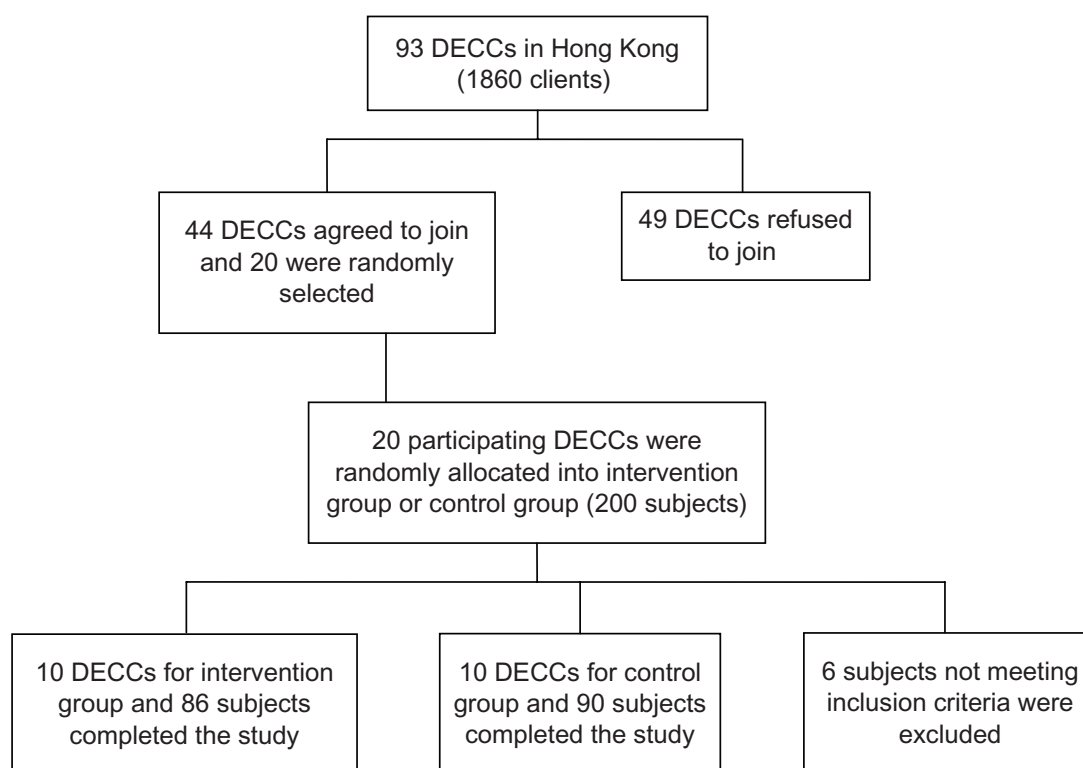 93 DECCs in Hong Kong
(1860 clients)
44 DECCs agreed to join
and 20 were randomly
selected
49 DECCs refused
to join
20 participating DECCs were
randomly allocated into intervention
group or control group (200 subjects)
10 DECCs for intervention
group and 86 subjects
completed the study
10 DECCs for control
group and 90 subjects
completed the study
6 subjects not meeting
inclusion criteria were
excluded